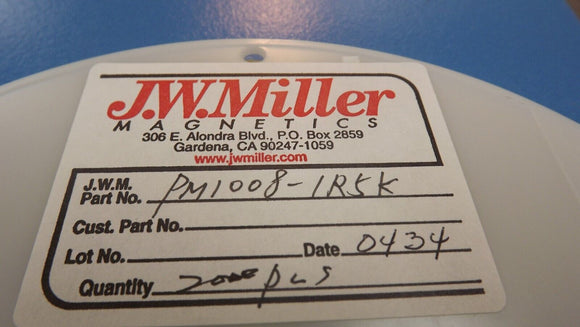 J.W.Miller
MAGNETICS
306 E. Alondra Blvd., P.O. Box 2859
Gardena, CA 90247-1059
www.jwmiller.com
J.W.M.
Part No. PM1008-1R5K
Cust. Part No.
Lot No. Date 0434
Quantity 2000 pcs